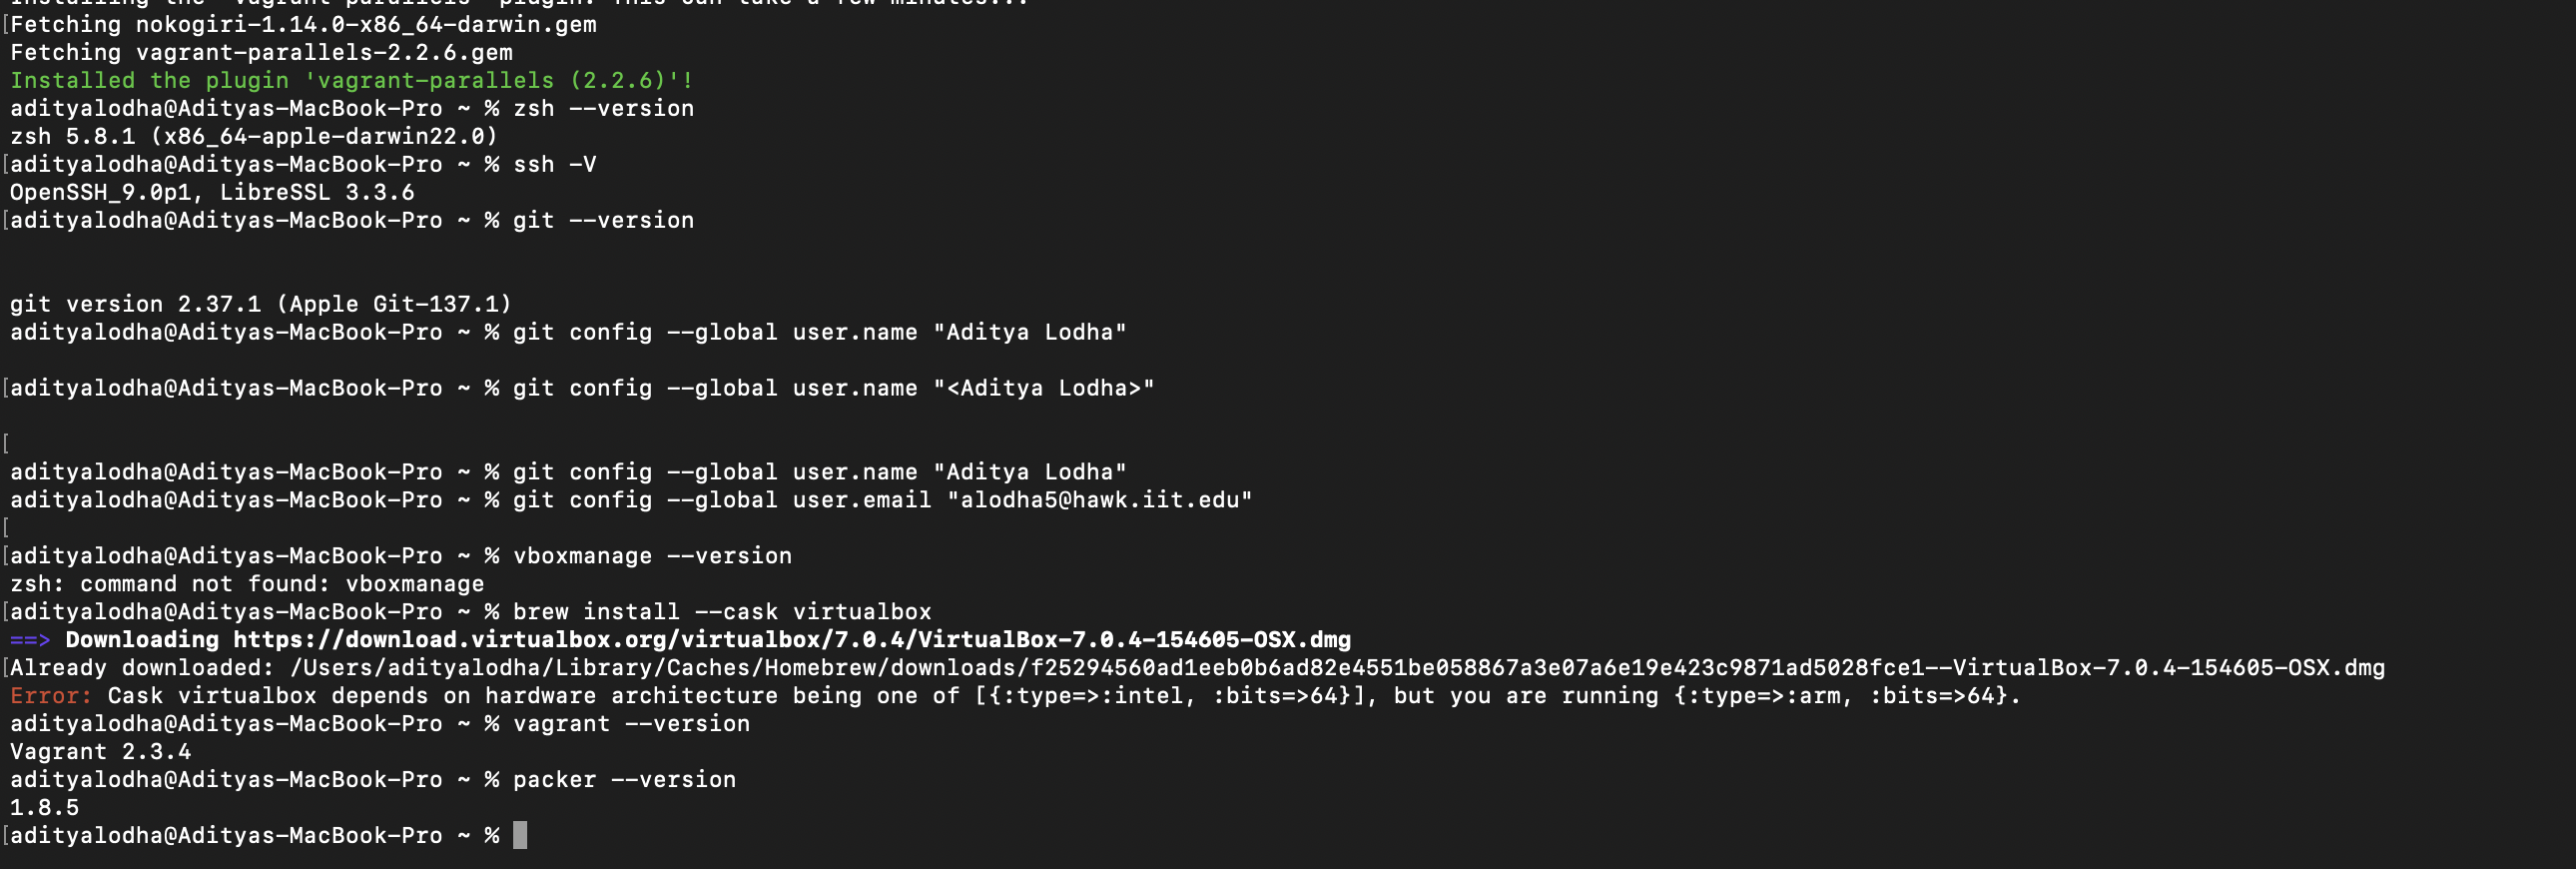 Installing the 'vagrant-parallels' plugin. This can take a few minutes...
[Fetching nokogiri-1.14.0-x86_64-darwin.gem
Fetching vagrant-parallels-2.2.6.gem
Installed the plugin 'vagrant-parallels (2.2.6)'!
adityalodha@Adityas-MacBook-Pro ~ % zsh --version
zsh 5.8.1 (x86_64-apple-darwin22.0)
[adityalodha@Adityas-MacBook-Pro ~ % ssh -V
OpenSSH_9.0p1, LibreSSL 3.3.6
[adityalodha@Adityas-MacBook-Pro ~ % git --version
git version 2.37.1 (Apple Git-137.1)
adityalodha@Adityas-MacBook-Pro ~ % git config --global user.name "Aditya Lodha"
[adityalodha@Adityas-MacBook-Pro ~ % git config --global user.name "<Aditya Lodha>"
[
adityalodha@Adityas-MacBook-Pro ~ % git config --global user.name "Aditya Lodha"
adityalodha@Adityas-MacBook-Pro ~ % git config --global user.email "alodha5@hawk.iit.edu"
[
[adityalodha@Adityas-MacBook-Pro ~ % vboxmanage --version
zsh: command not found: vboxmanage
[adityalodha@Adityas-MacBook-Pro ~ % brew install --cask virtualbox
==> Downloading https://download.virtualbox.org/virtualbox/7.0.4/VirtualBox-7.0.4-154605-OSX.dmg
[Already downloaded: /Users/adityalodha/Library/Caches/Homebrew/downloads/f25294560ad1eeb0b6ad82e4551be058867a3e07a6e19e423c9871ad5028fce1--VirtualBox-7.0.4-154605-OSX.dmg
Error: Cask virtualbox depends on hardware architecture being one of [{:type=>:intel, :bits=>64}], but you are running {:type=>:arm, :bits=>64}.
adityalodha@Adityas-MacBook-Pro ~ % vagrant --version
Vagrant 2.3.4
adityalodha@Adityas-MacBook-Pro ~ % packer --version
1.8.5
[adityalodha@Adityas-MacBook-Pro ~ %